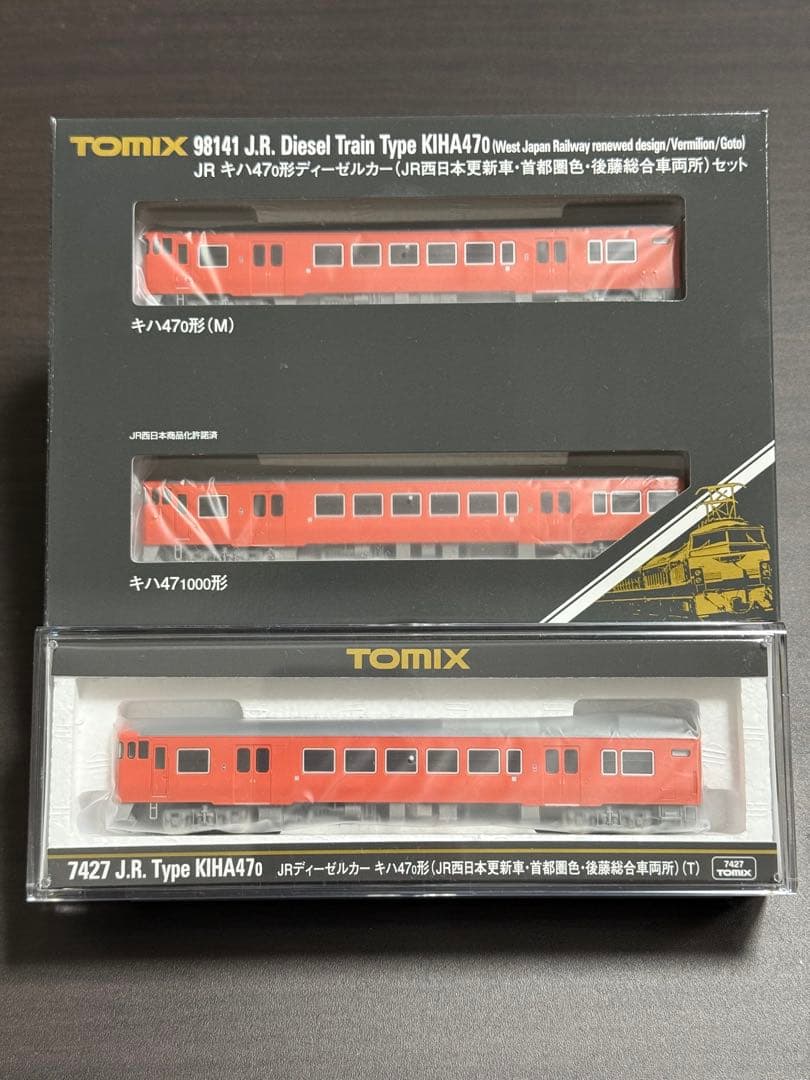 TOMIX 98141 J.R. Diesel Train Type KIHA470 (West Japan Railway renewed design/Vermilion/Goto)
JR キハ470形ディーゼルカー(JR西日本更新車・首都圏色・後藤総合車両所)セット
キハ470形(M)
JR西日本商品化許諾済
キハ471000形
TOMIX
7427 J.R. Type KIHA470 JRディーゼルカー キハ470形(JR西日本更新車・首都圏色・後藤総合車両所)(T)
7427
TOMIX